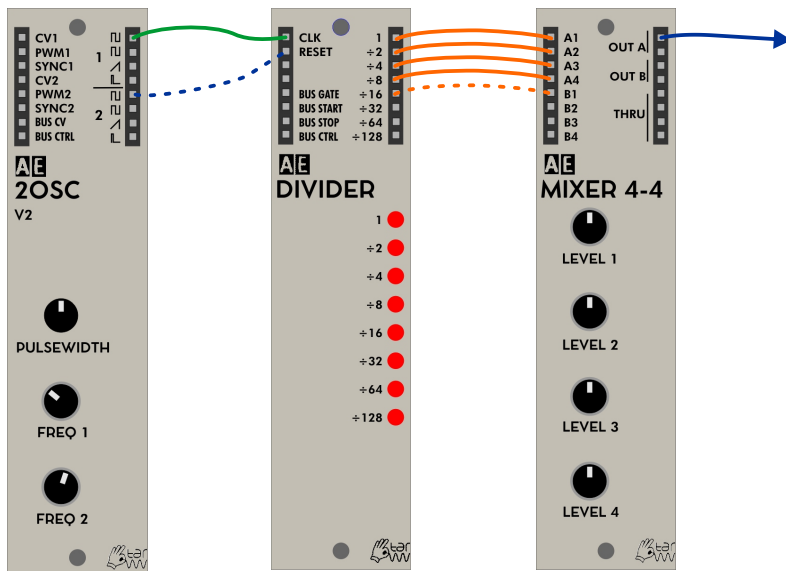 CV1
PWM1
SYNC1
CV2
PWM2
SYNC2
BUS CV
BUS CTRL
1
2
AE
2OSC
V2
PULSEWIDTH
FREQ 1
FREQ 2
CLK 1
RESET ÷2
÷4
÷8
BUS GATE ÷16
BUS START ÷32
BUS STOP ÷64
BUS CTRL ÷128
AE
DIVIDER
1
÷2
÷4
÷8
÷16
÷32
÷64
÷128
A1
A2
A3
A4
B1
B2
B3
B4
OUT A
OUT B
THRU
AE
MIXER 4-4
LEVEL 1
LEVEL 2
LEVEL 3
LEVEL 4